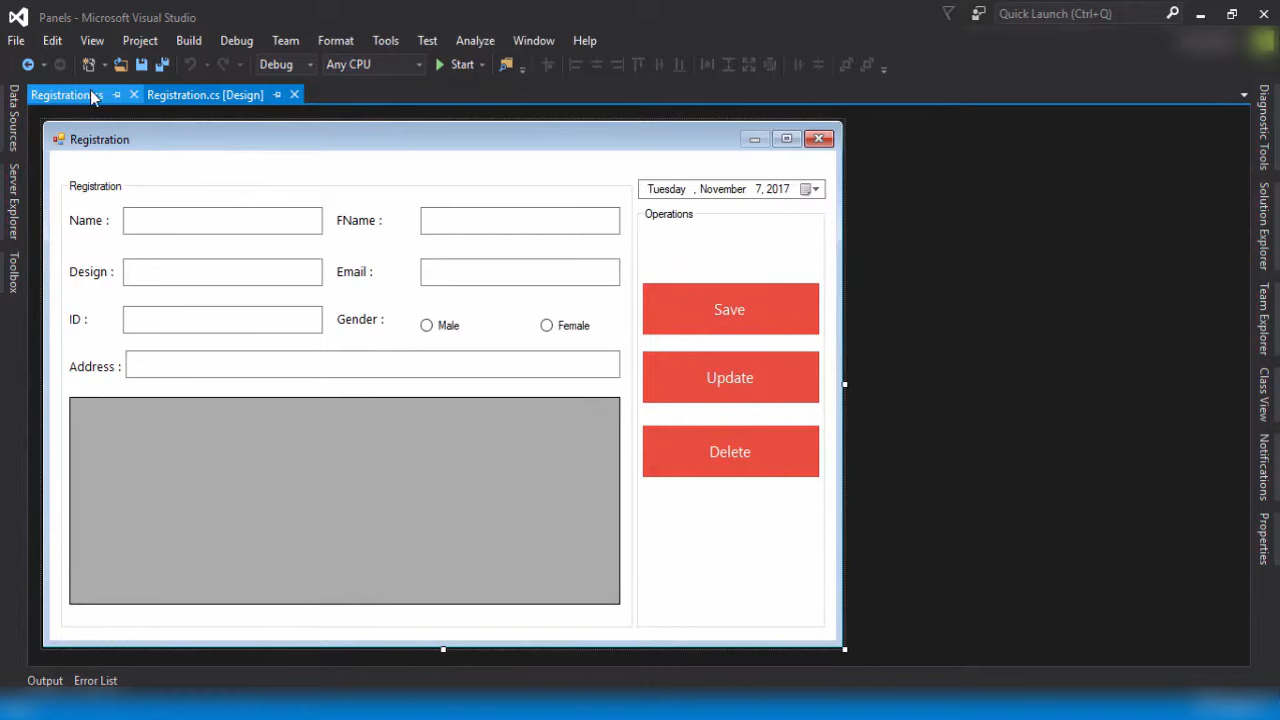 Panels - Microsoft Visual Studio
Quick Launch (Ctrl+Q)
File Edit View Project Build Debug Team Format Tools Test Analyze Window Help
Debug Any CPU Start
Registration.cs Registration.cs [Design]
Data Sources
Server Explorer
Toolbox
Registration
Registration
Tuesday , November 7, 2017
Operations
Name : FName :
Design : Email :
ID : Gender : Male Female
Address :
Save
Update
Delete
Diagnostic Tools
Solution Explorer
Team Explorer
Class View
Notifications
Properties
Output Error List